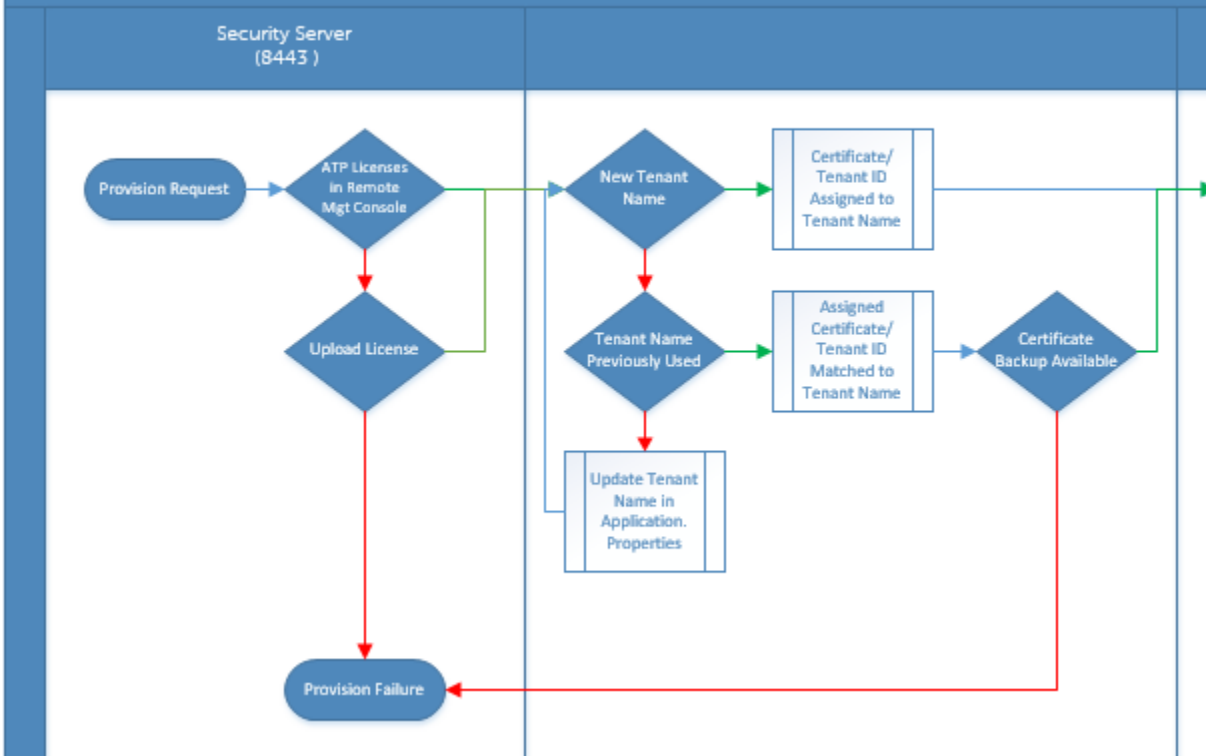 Security Server
(8443 )
Provision Request
ATP Licenses
in Remote
Mgt Console
New Tenant
Name
Certificate/
Tenant ID
Assigned to
Tenant Name
Upload License
Tenant Name
Previously Used
Assigned
Certificate/
Tenant ID
Matched to
Tenant Name
Certificate
Backup Available
Update Tenant
Name in
Application.
Properties
Provision Failure